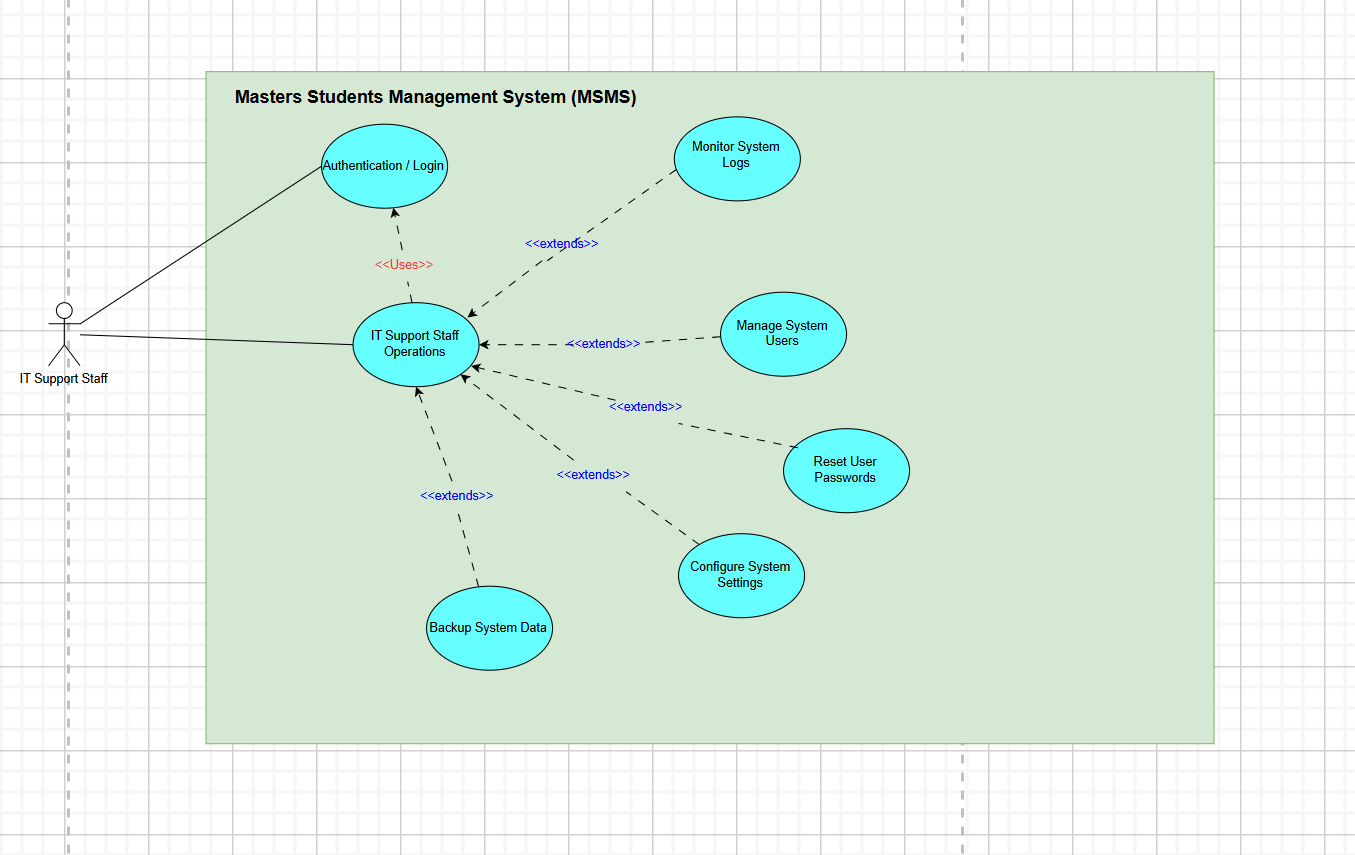 Masters Students Management System (MSMS)
Authentication / Login
Monitor System
Logs
<<extends>>
<<Uses>>
IT Support Staff
Operations
<<extends>>
Manage System
Users
IT Support Staff
<<extends>>
Reset User
Passwords
<<extends>>
<<extends>>
Configure System
Settings
Backup System Data